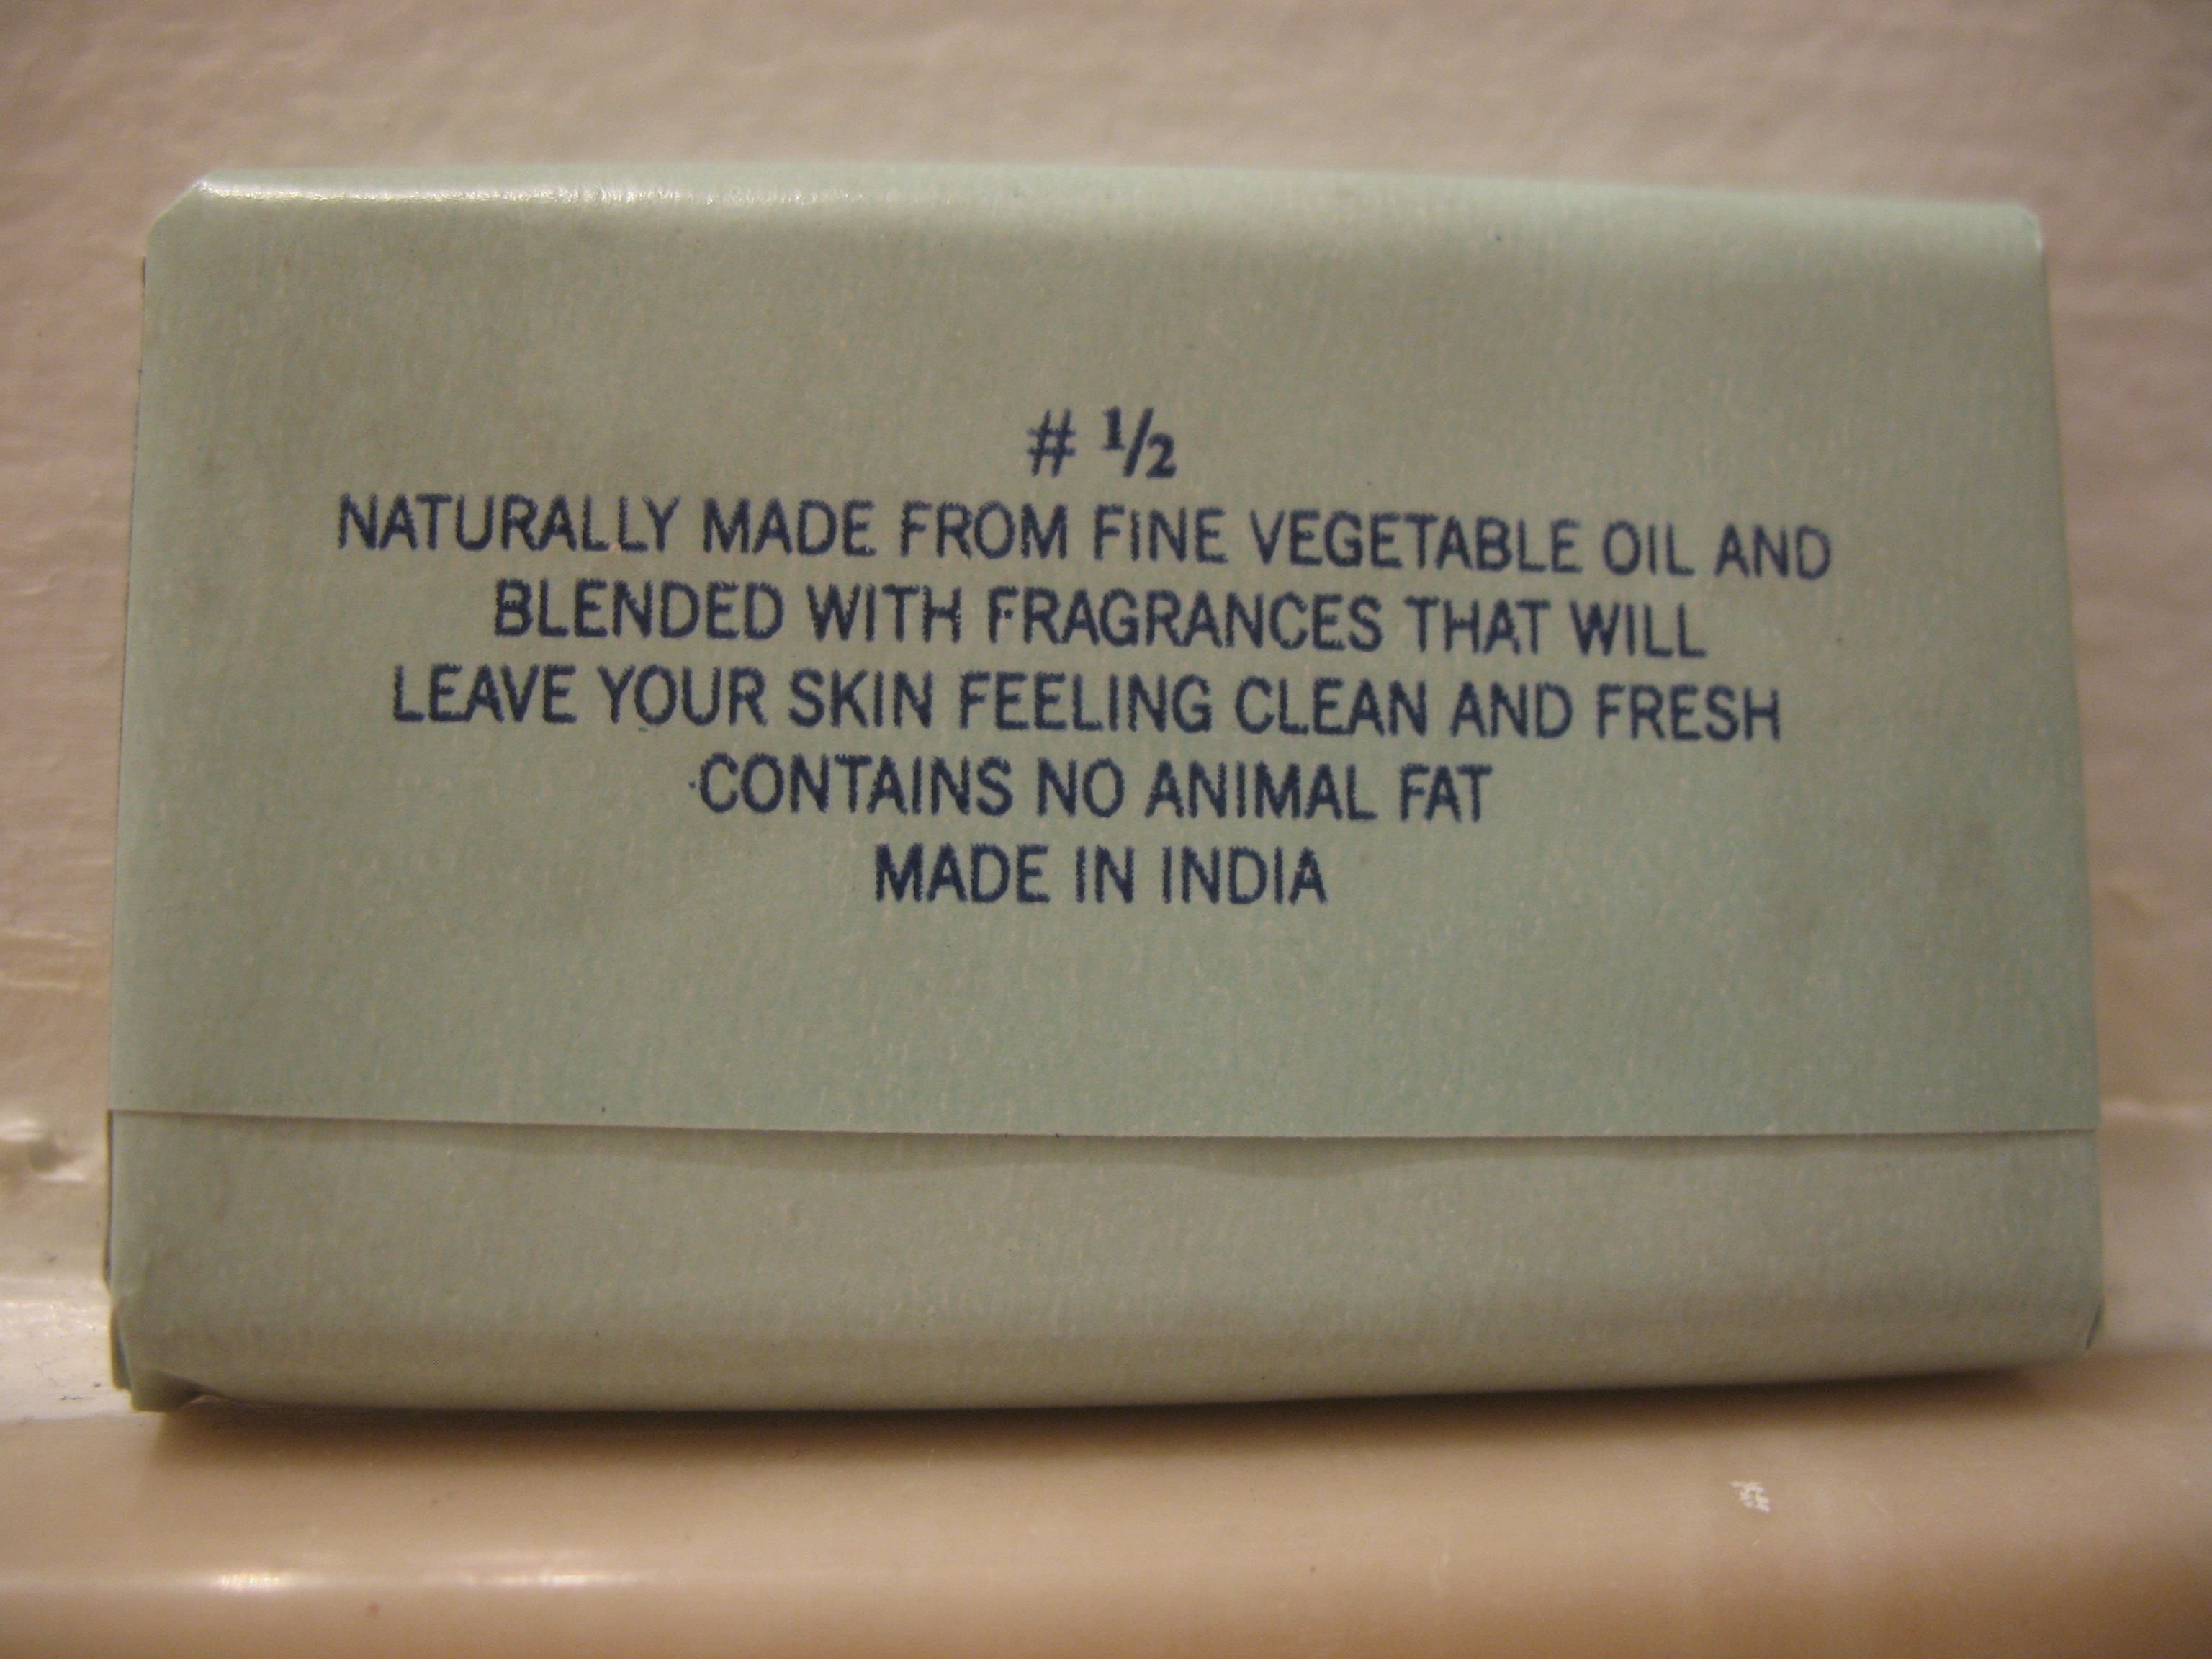 # ½
NATURALLY MADE FROM FINE VEGETABLE OIL AND
BLENDED WITH FRAGRANCES THAT WILL
LEAVE YOUR SKIN FEELING CLEAN AND FRESH
CONTAINS NO ANIMAL FAT
MADE IN INDIA